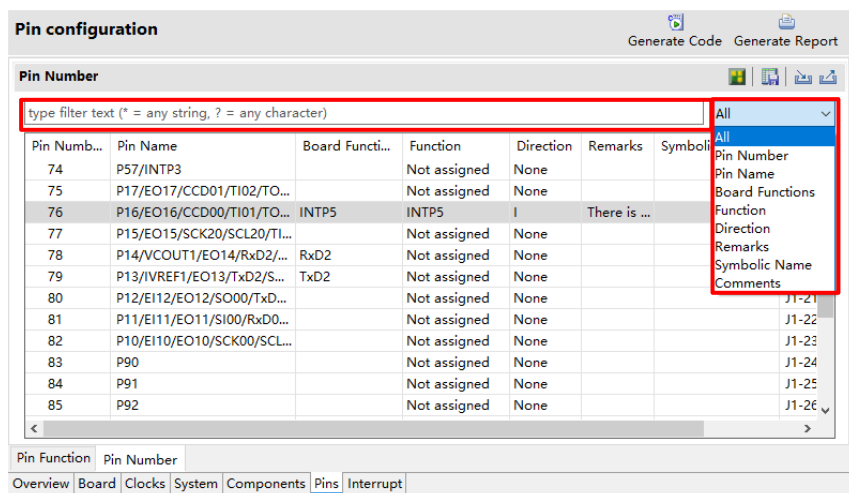 Pin configuration
Generate Code Generate Report
Pin Number
type filter text (* = any string, ? = any character) All
Pin Numb... Pin Name Board Functi... Function Direction Remarks Symboli
All
Pin Number
Pin Name
Board Functions
Function
Direction
Remarks
Symbolic Name
Comments
74 P57/INTP3 Not assigned None
75 P17/EO17/CCD01/TI02/TO... Not assigned None
76 P16/EO16/CCD00/TI01/TO... INTP5 INTP5 I There is ...
77 P15/EO15/SCK20/SCL20/TI... Not assigned None
78 P14/VCOUT1/EO14/RxD2/... RxD2 Not assigned None
79 P13/IVREF1/EO13/TxD2/S... TxD2 Not assigned None
80 P12/EI12/EO12/SO00/TxD... Not assigned None J1-21
81 P11/EI11/EO11/SI00/RxD0... Not assigned None J1-22
82 P10/EI10/EO10/SCK00/SCL... Not assigned None J1-23
83 P90 Not assigned None J1-24
84 P91 Not assigned None J1-25
85 P92 Not assigned None J1-26
Pin Function Pin Number
Overview Board Clocks System Components Pins Interrupt